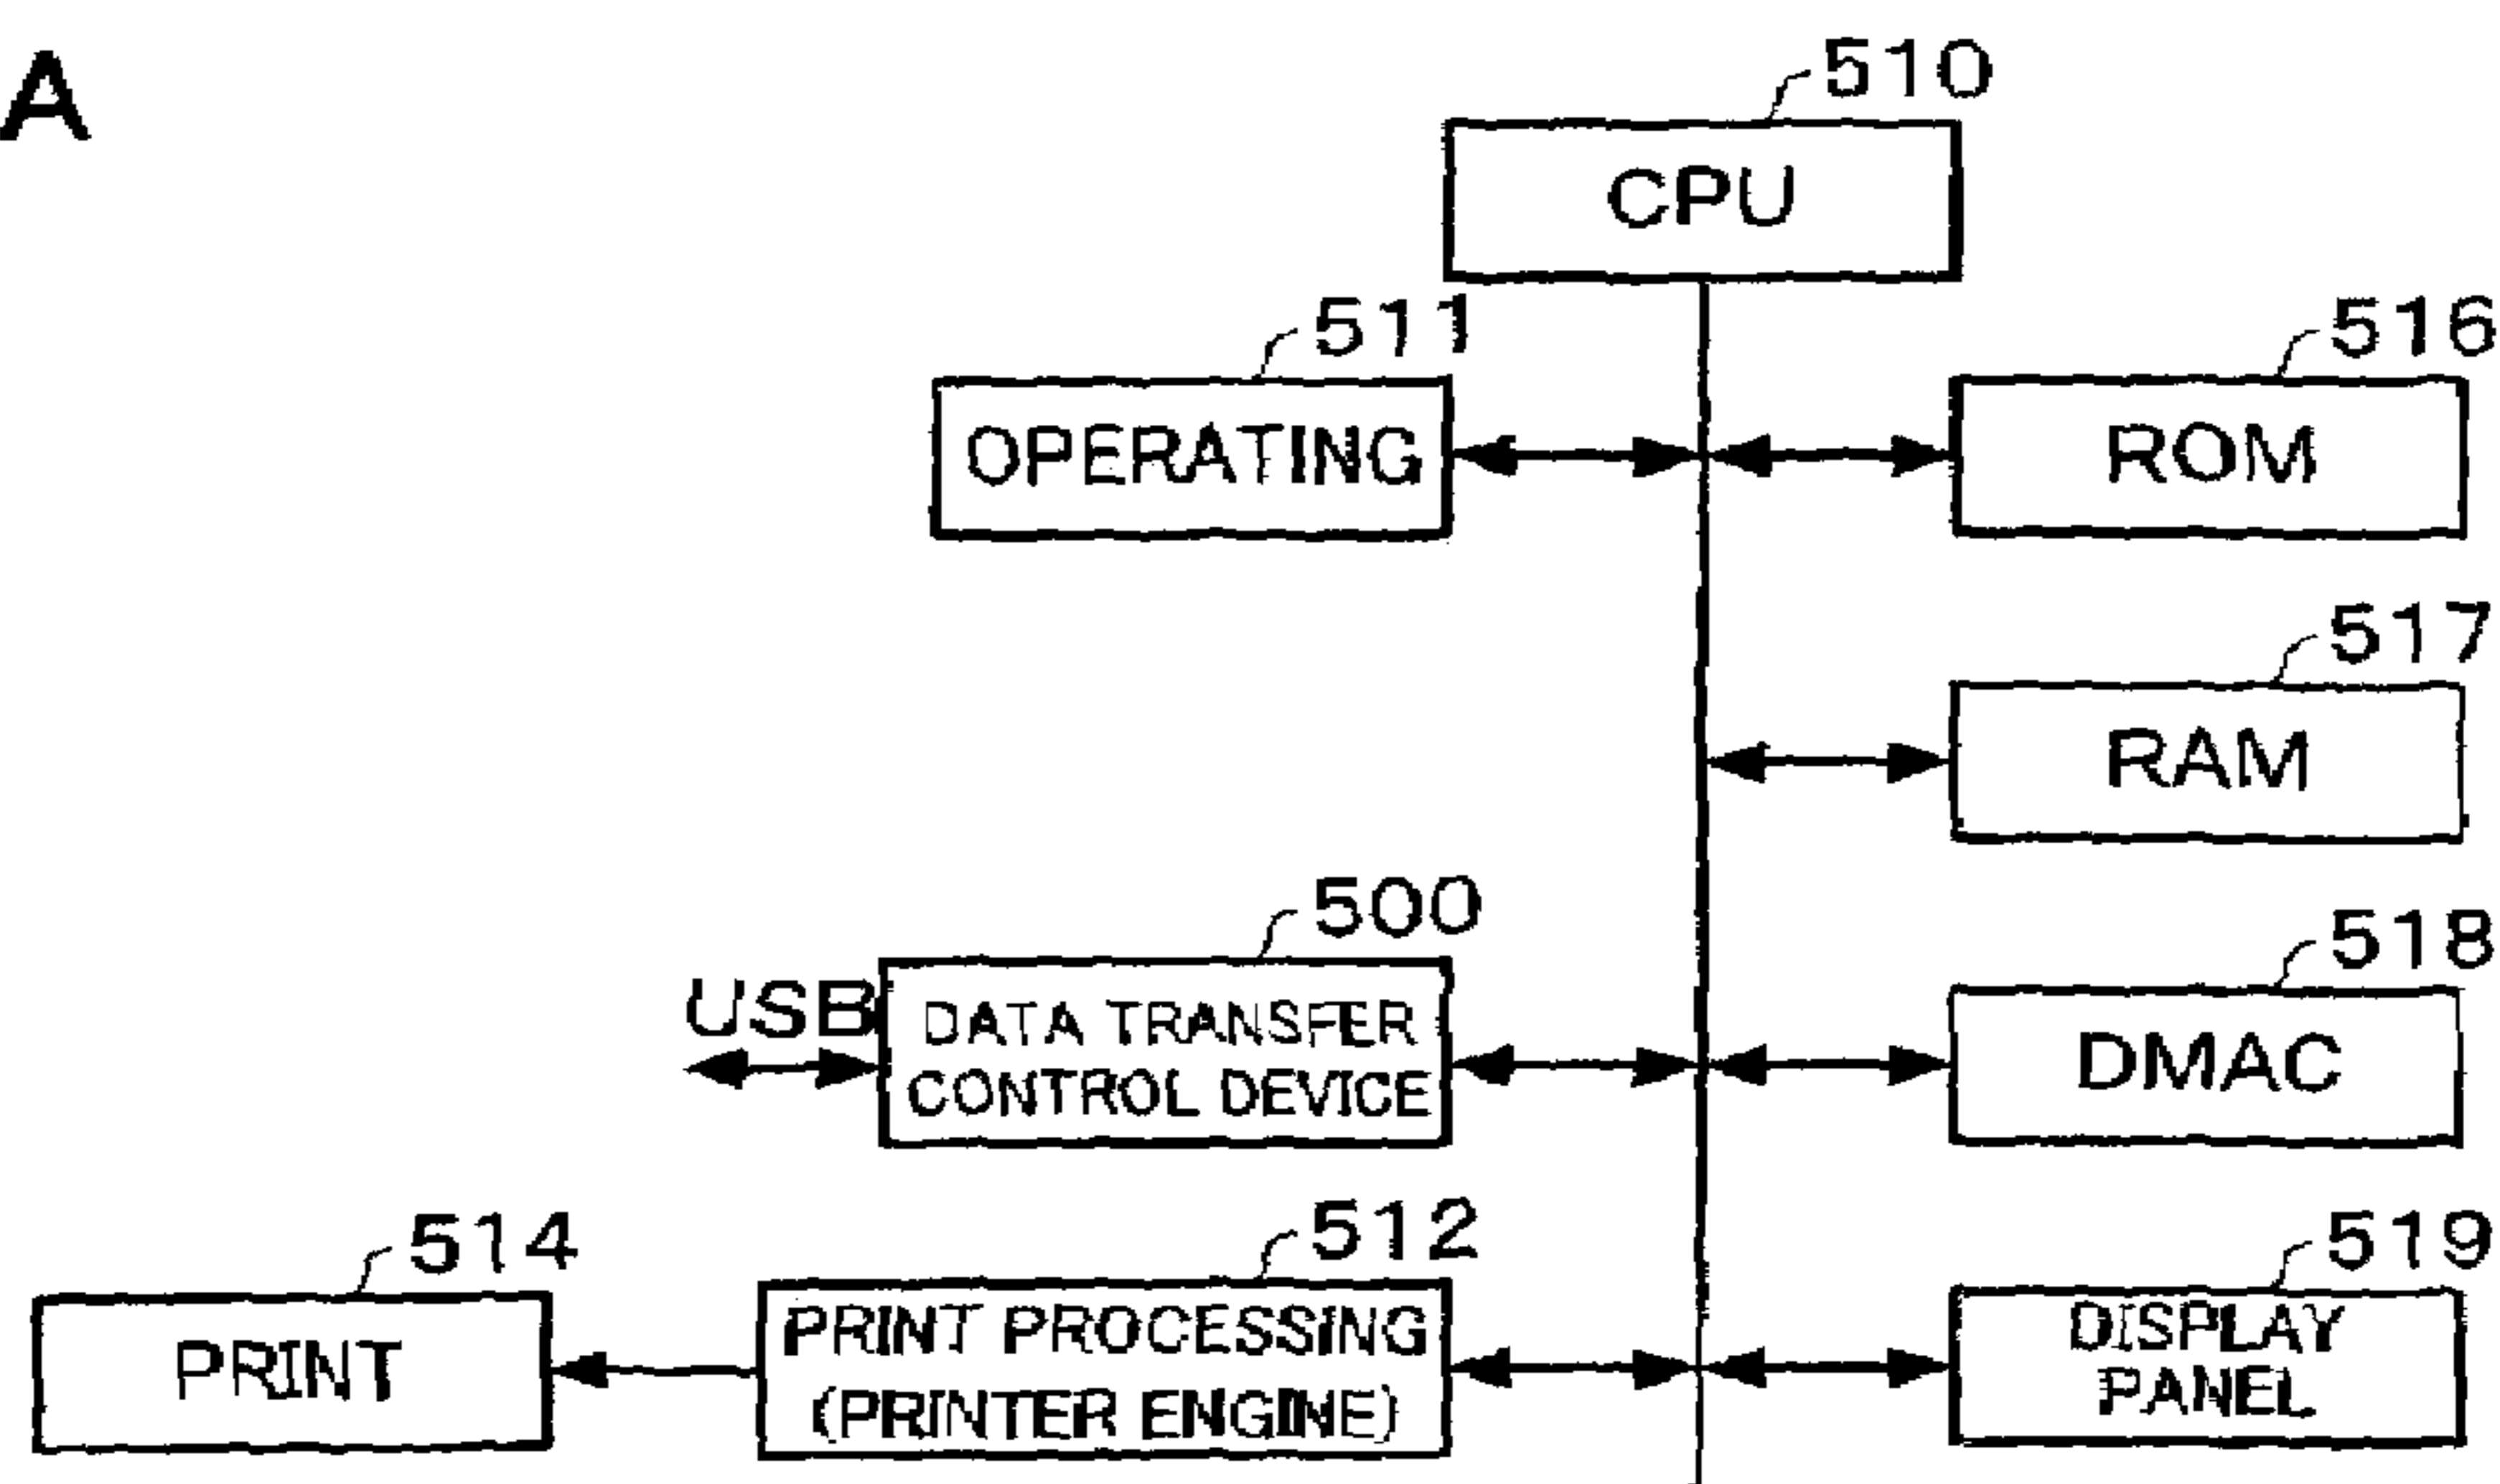 A
510
CPU
511
516
OPERATING
ROM
517
RAM
500
518
USB
DATA TRANSFER
CONTROL DEVICE
DMAC
514
512
519
PRINT
PRINT PROCESSING
(PRINTER ENGINE)
DISPLAY
PANEL